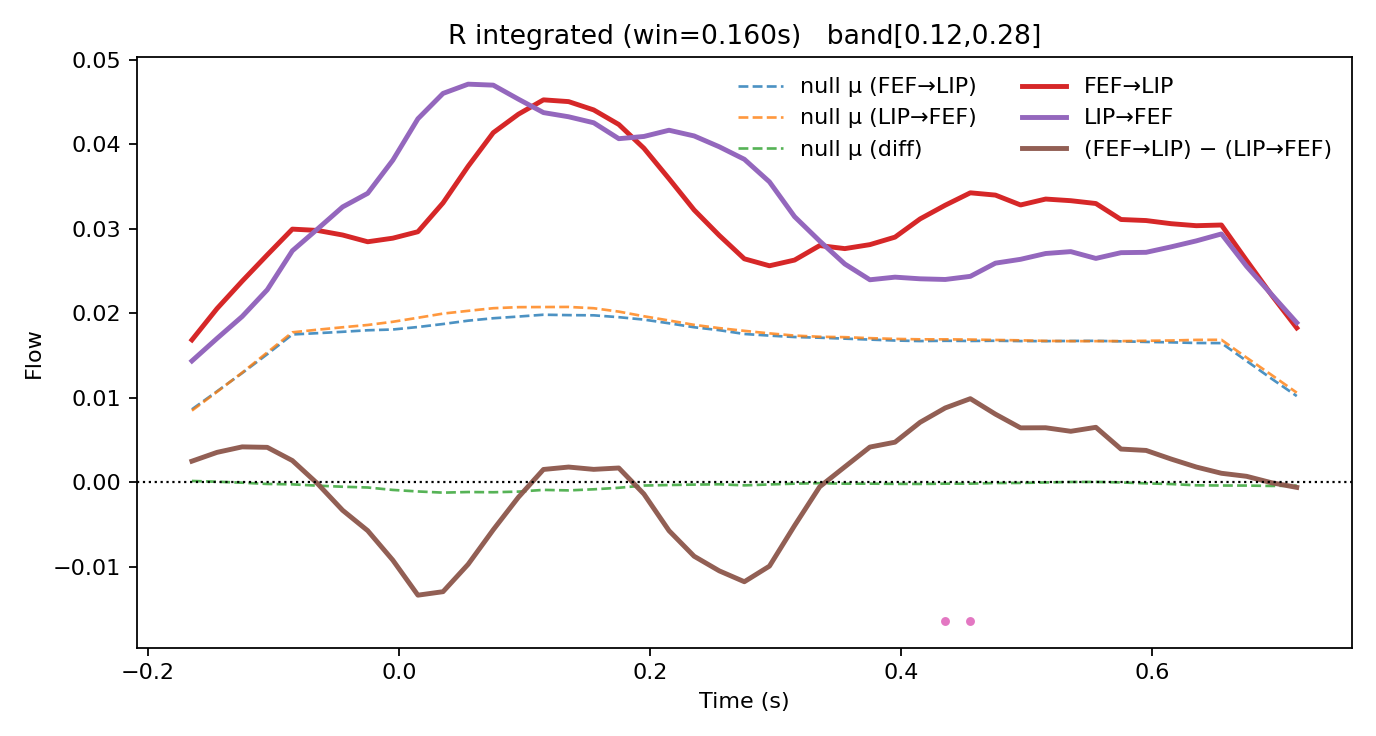 R integrated (win=0.160s)   band[0.12,0.28]
null μ (FEF→LIP)
null μ (LIP→FEF)
null μ (diff)
FEF→LIP
LIP→FEF
(FEF→LIP) − (LIP→FEF)
Flow
0.05
0.04
0.03
0.02
0.01
0.00
−0.01
−0.2
0.0
0.2
0.4
0.6
Time (s)